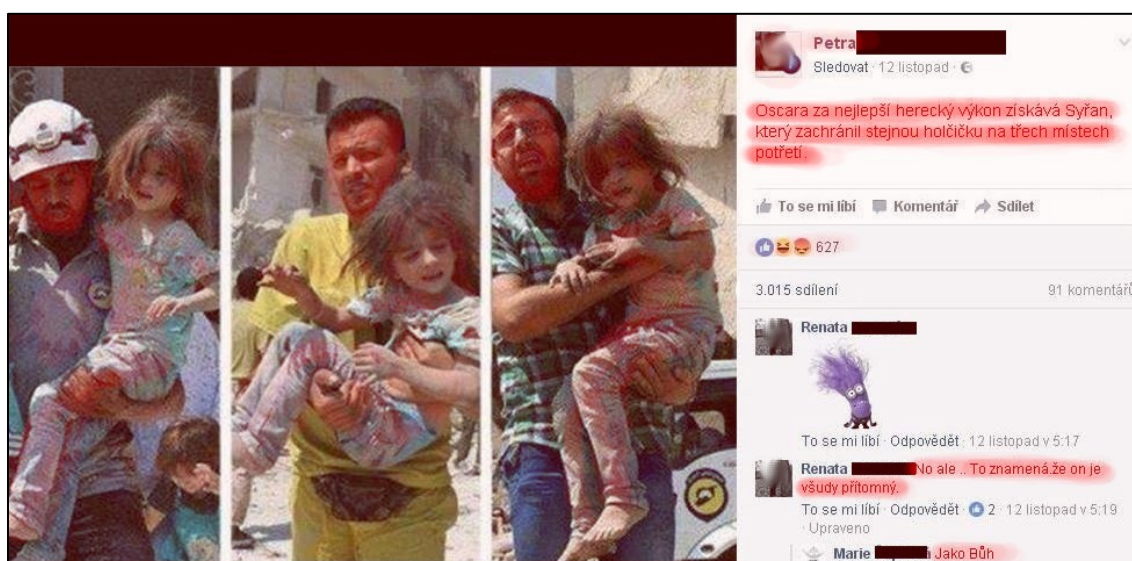 Petra
Sledovat · 12 listopad ·
Oscara za nejlepší herecký výkon získává Syřan,
který zachránil stejnou holčičku na třech místech
potřetí.
To se mi líbí Komentář Sdílet
627
3.015 sdílení 91 komentářů
Renata
To se mi líbí · Odpovědět · 12 listopad v 5:17
Renata No ale .. To znamená.že on je
všudy přítomný.
To se mi líbí · Odpovědět · 2 · 12 listopad v 5:19
· Upraveno
Marie Jako Bůh